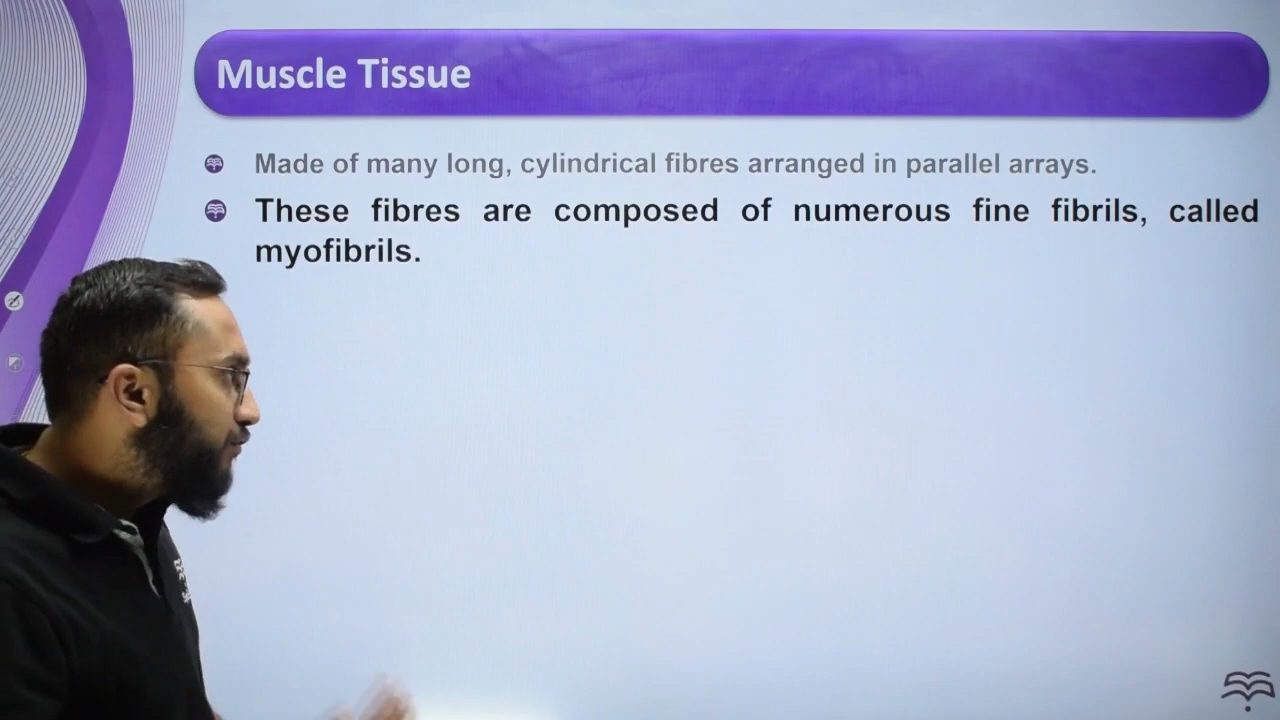 Muscle Tissue
Made of many long, cylindrical fibres arranged in parallel arrays.
These fibres are composed of numerous fine fibrils, called
myofibrils.